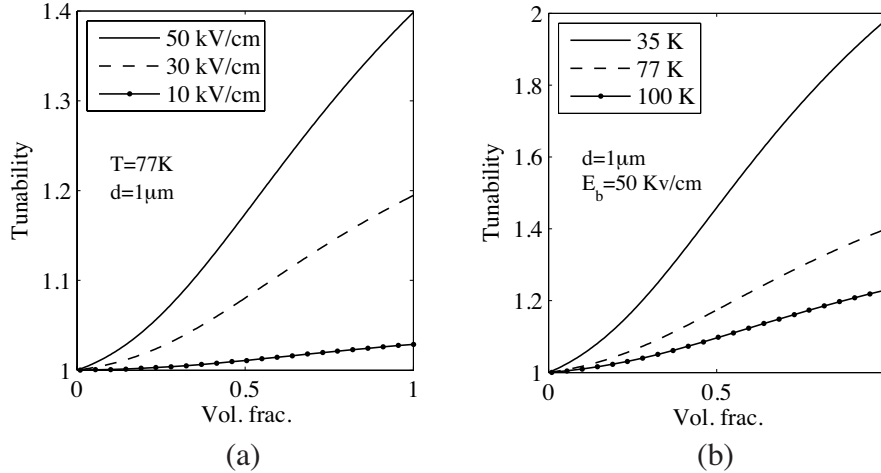 1.4
50 kV/cm
30 kV/cm
10 kV/cm
1.3
Tunability
T=77K
d=1μm
1.2
1.1
1
0
0.5
1
Vol. frac.
(a)
2
35 K
77 K
100 K
1.8
Tunability
d=1μm
E_b=50 Kv/cm
1.6
1.4
1.2
1
0
0.5
Vol. frac.
(b)